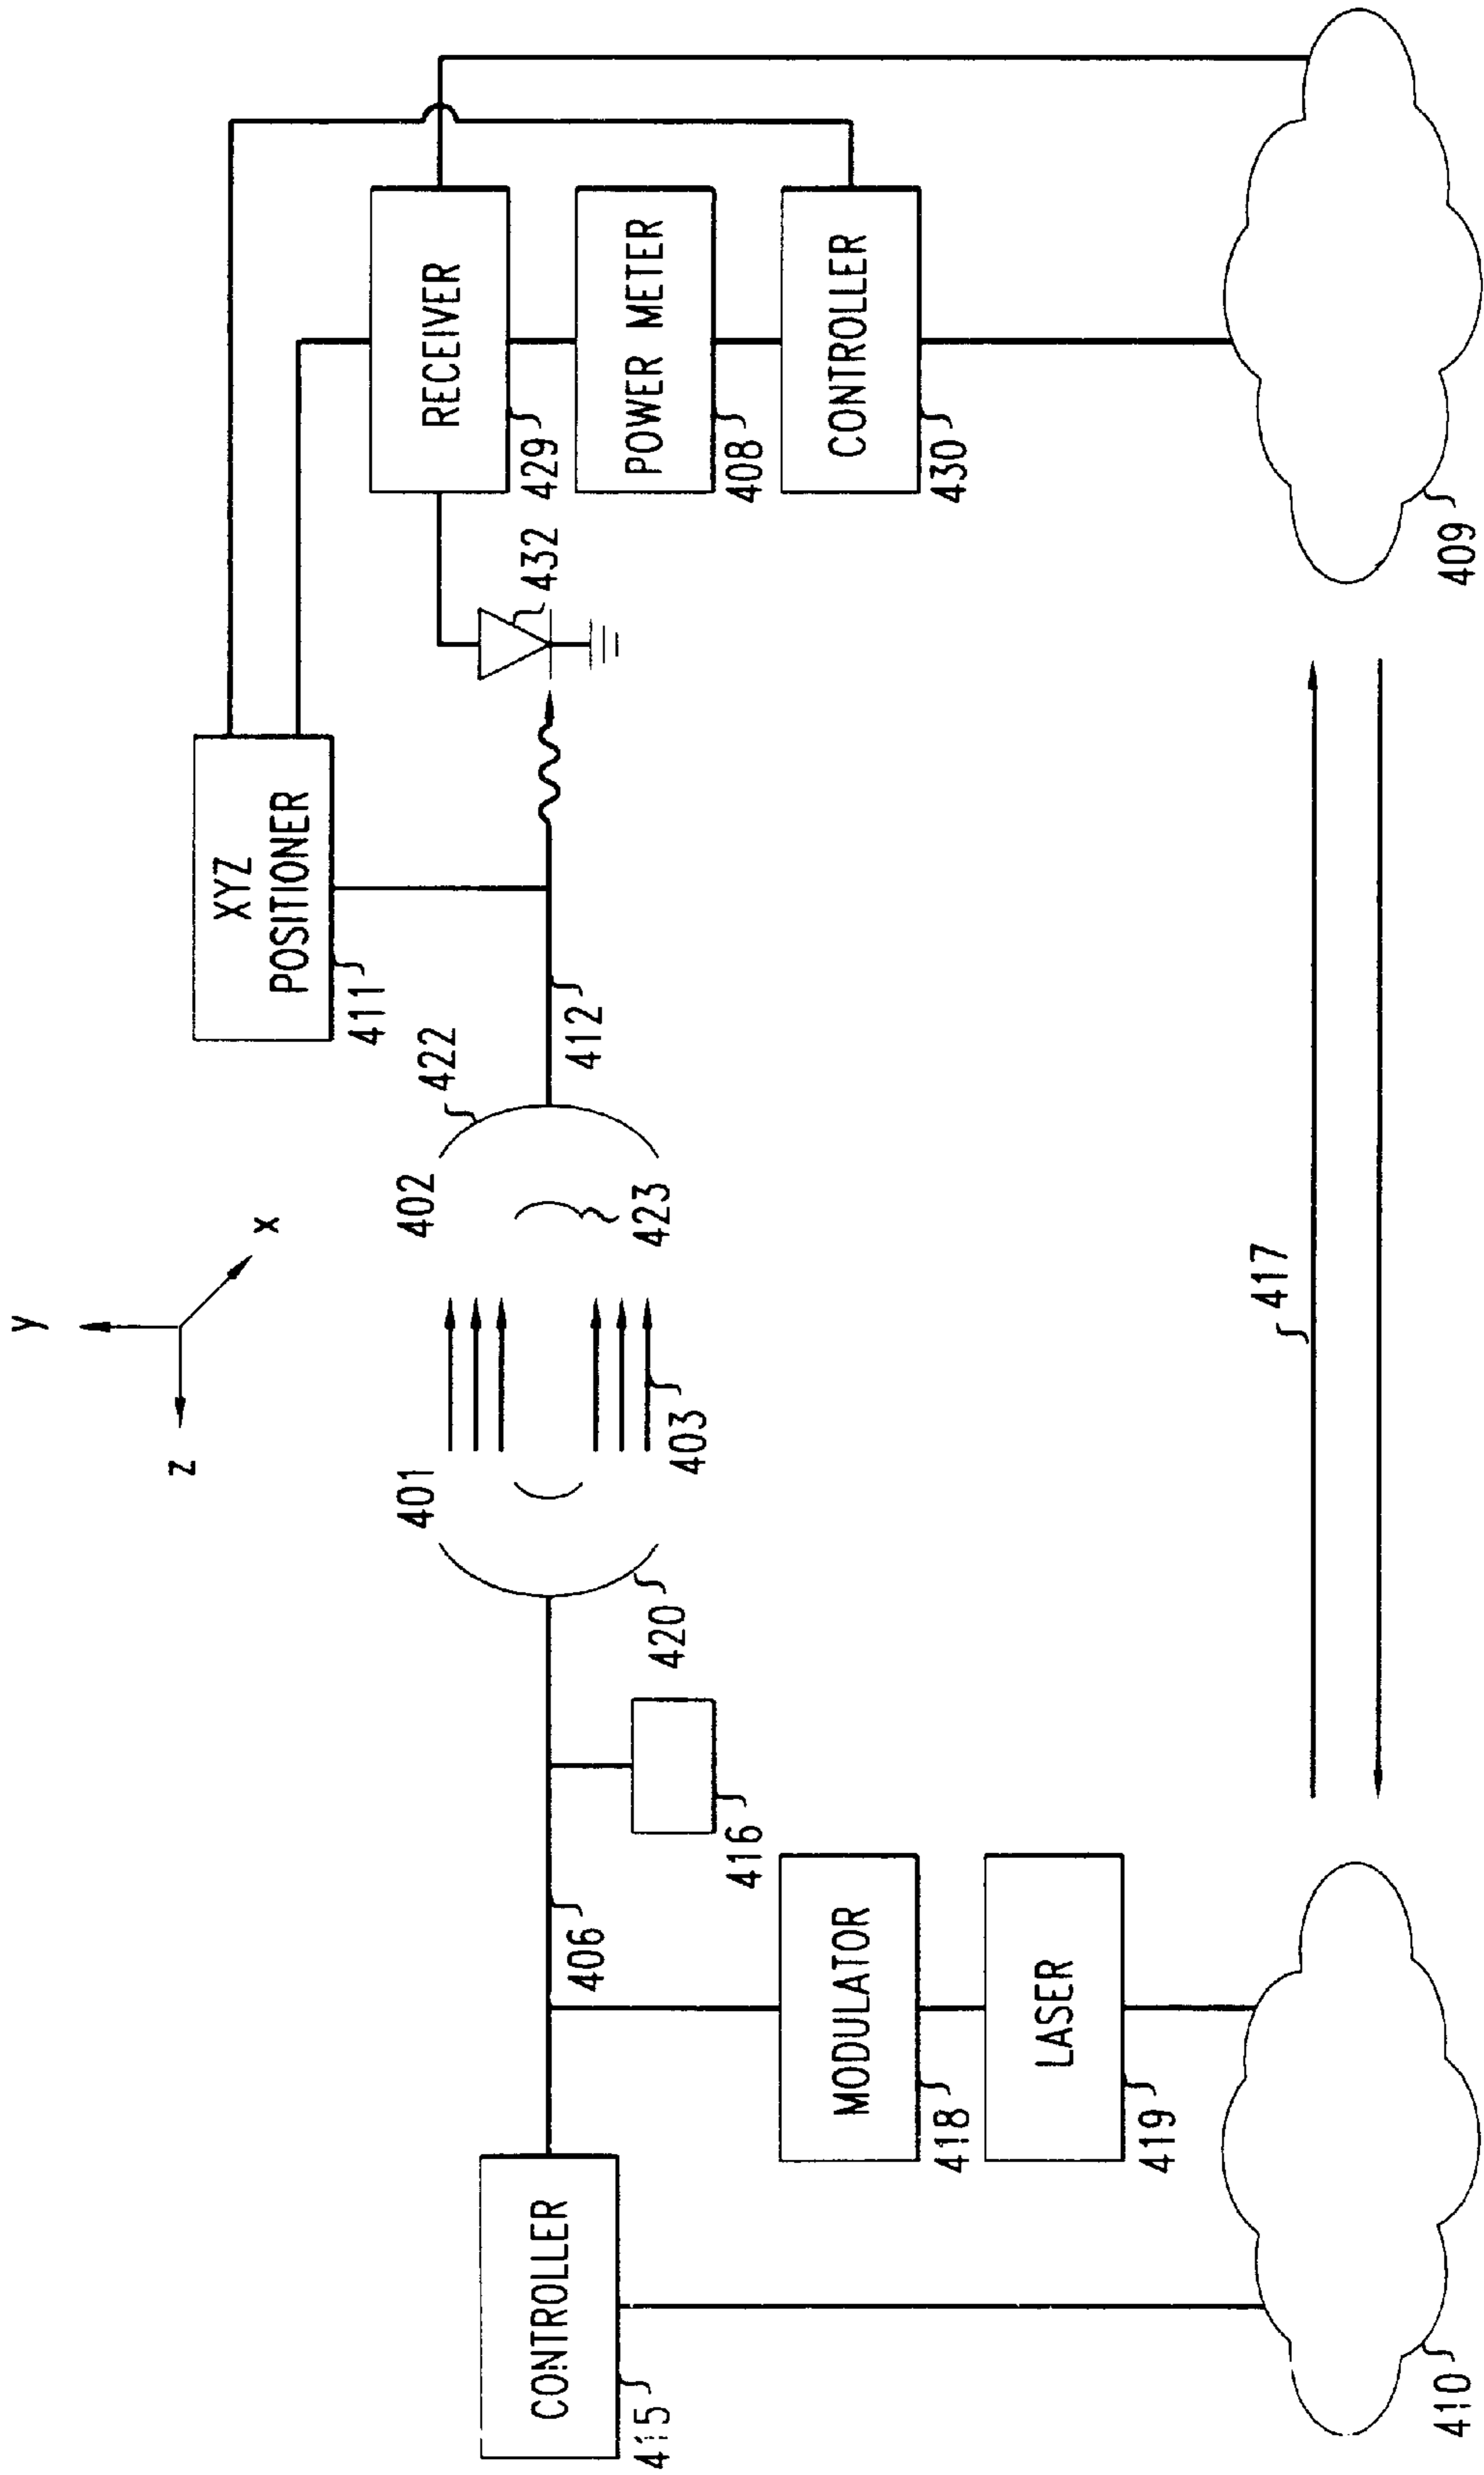 y
z
x
XYZ
POSITIONER
411
401
402
422
RECEIVER
429
432
412
403
423
420
406
416
CONTROLLER
415
POWER METER
408
MODULATOR
418
CONTROLLER
430
LASER
419
417
410
409